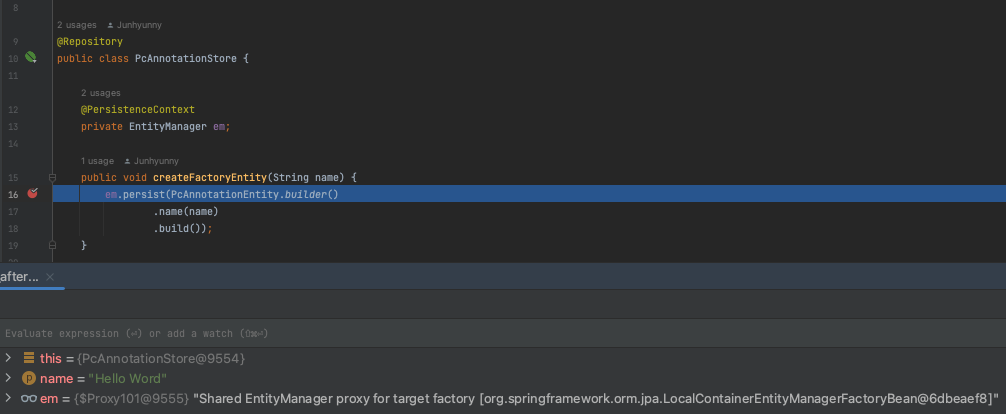 8
2 usages Junhyunny
9 @Repository
10 public class PcAnnotationStore {
11
2 usages
12 @PersistenceContext
13 private EntityManager em;
14
1 usage Junhyunny
15 public void createFactoryEntity(String name) {
16 em.persist(PcAnnotationEntity.builder()
17 .name(name)
18 .build());
19 }
after... ×
Evaluate expression (⏎) or add a watch (⇧⌘⏎)
this = {PcAnnotationStore@9554}
p name = "Hello Word"
em = {$Proxy101@9555} "Shared EntityManager proxy for target factory [org.springframework.orm.jpa.LocalContainerEntityManagerFactoryBean@6dbeaef8]"